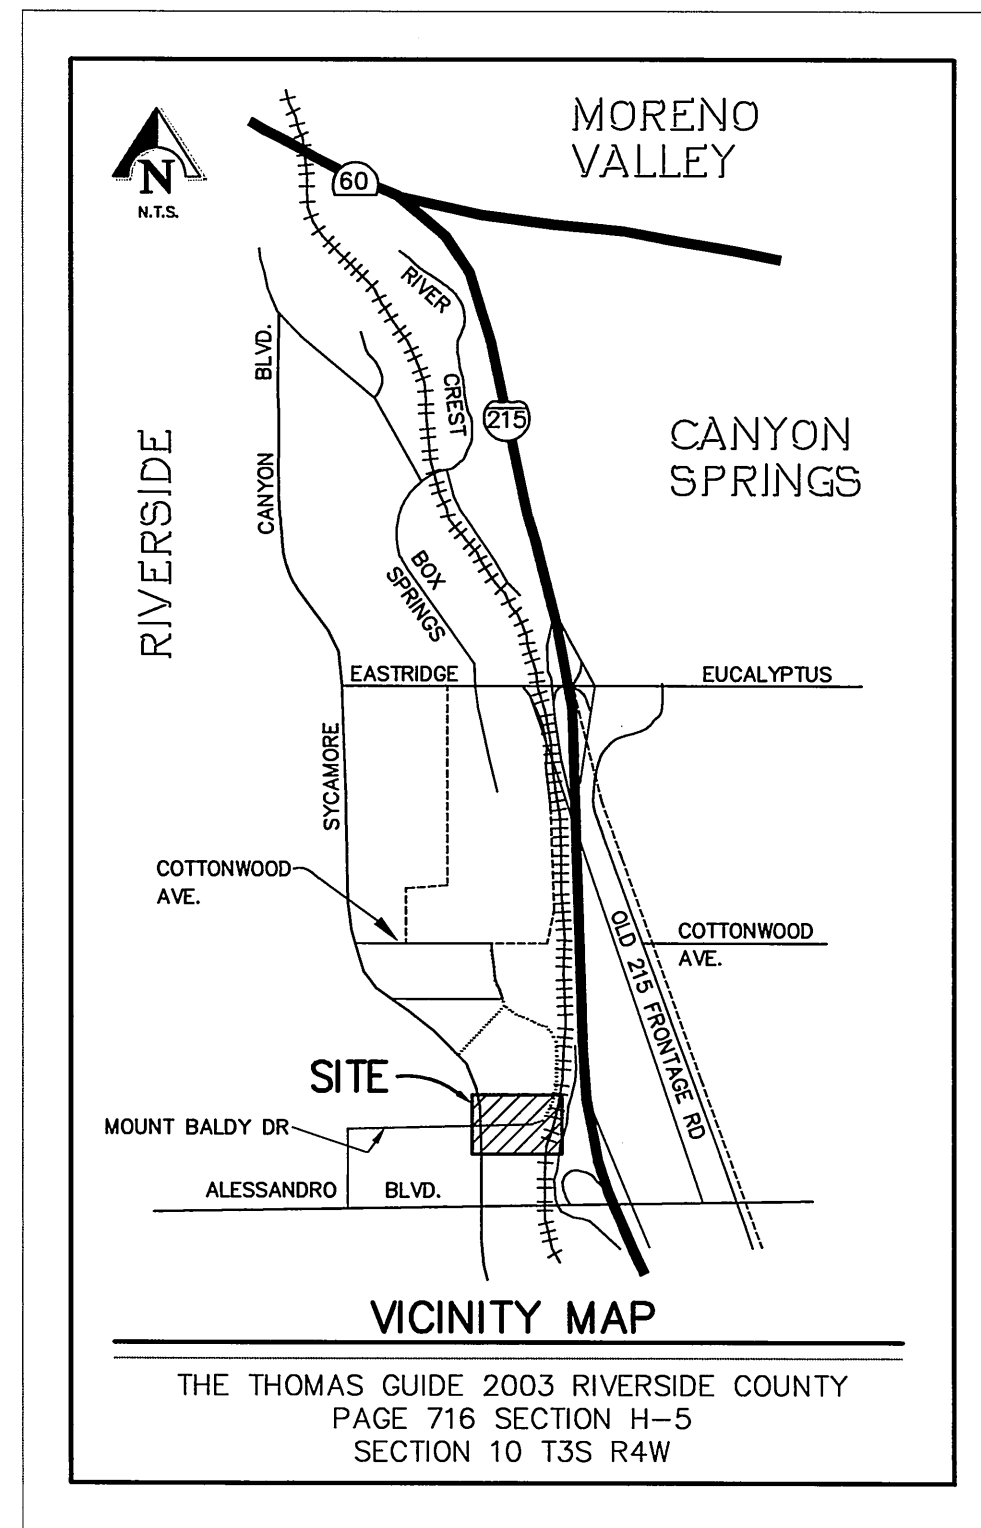 MORENO
VALLEY
N
N.T.S.
60
RIVER
CREST
BLVD.
CANYON
SYCAMORE
215
CANYON
SPRINGS
RIVERSIDE
BOX
SPRINGS
EASTRIDGE
EUCALYPTUS
COTTONWOOD
AVE.
COTTONWOOD
AVE.
OLD 215 FRONTAGE RD
SITE
MOUNT BALDY DR
ALESSANDRO BLVD.
VICINITY MAP
THE THOMAS GUIDE 2003 RIVERSIDE COUNTY
PAGE 716 SECTION H-5
SECTION 10 T3S R4W